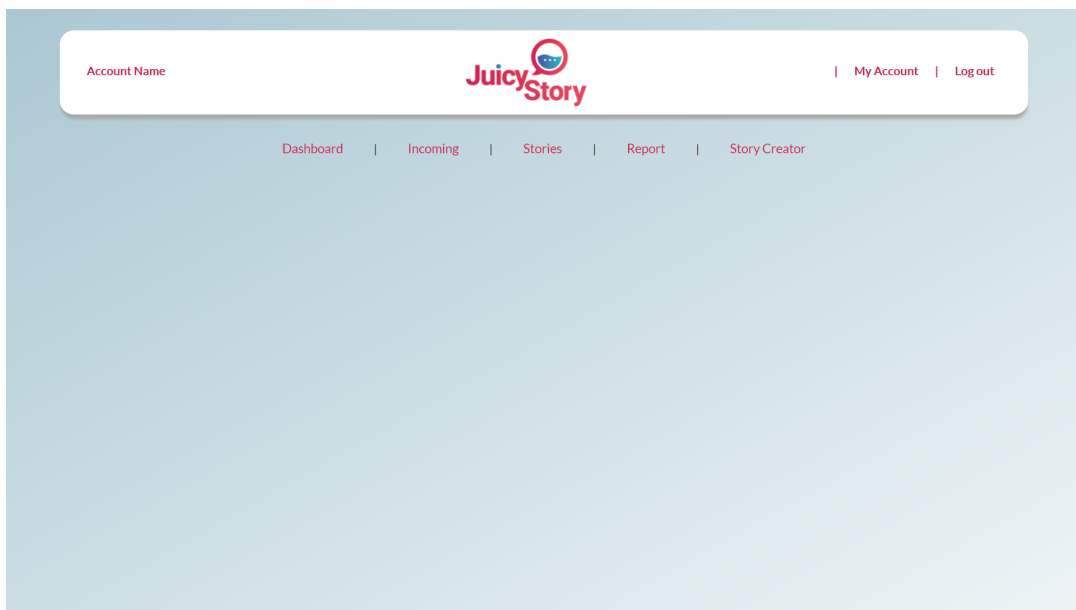 Account Name
Juicy
Story
| My Account | Log out
Dashboard | Incoming | Stories | Report | Story Creator